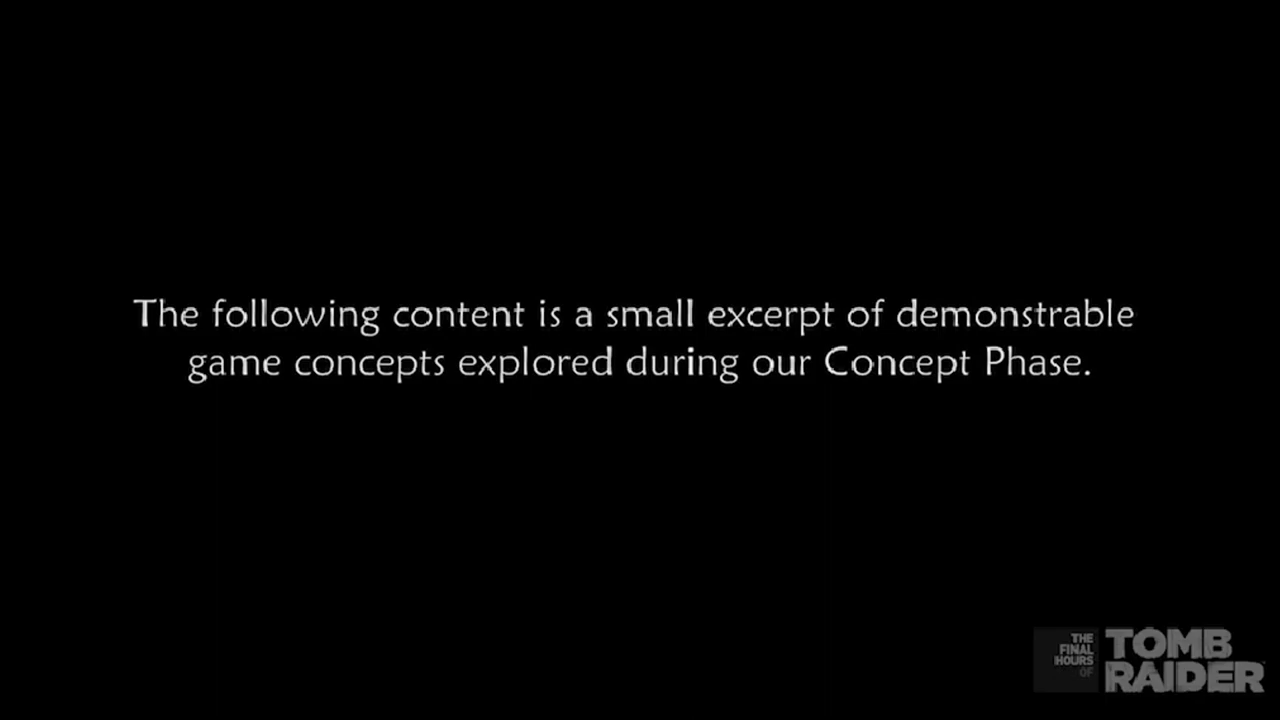 The following content is a small excerpt of demonstrable
game concepts explored during our Concept Phase.
THE
FINAL
HOURS
OF
TOMB
RAIDER